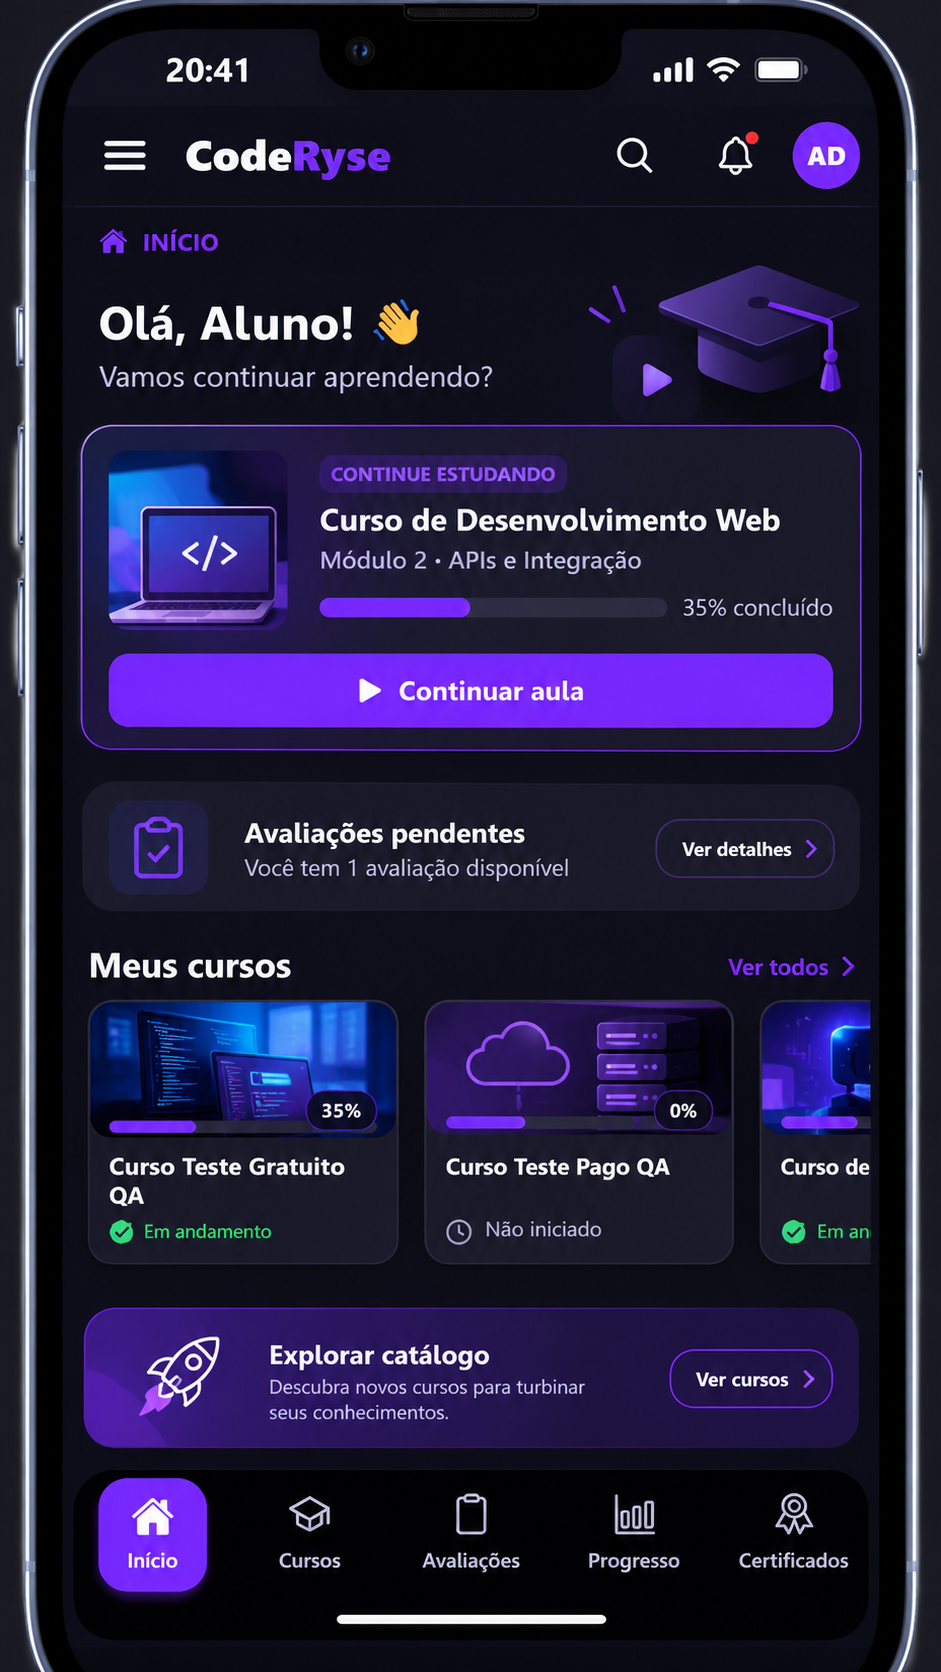 20:41
CodeRyse
AD
INÍCIO
Olá, Aluno! 👋
Vamos continuar aprendendo?
CONTINUE ESTUDANDO
Curso de Desenvolvimento Web
Módulo 2 • APIs e Integração
</>
35% concluído
Continuar aula
Avaliações pendentes
Você tem 1 avaliação disponível
Ver detalhes
Meus cursos
Ver todos
35%
Curso Teste Gratuito
QA
Em andamento
0%
Curso Teste Pago QA
Não iniciado
Curso de
Em an
Explorar catálogo
Descubra novos cursos para turbinar
seus conhecimentos.
Ver cursos
Início
Cursos
Avaliações
Progresso
Certificados